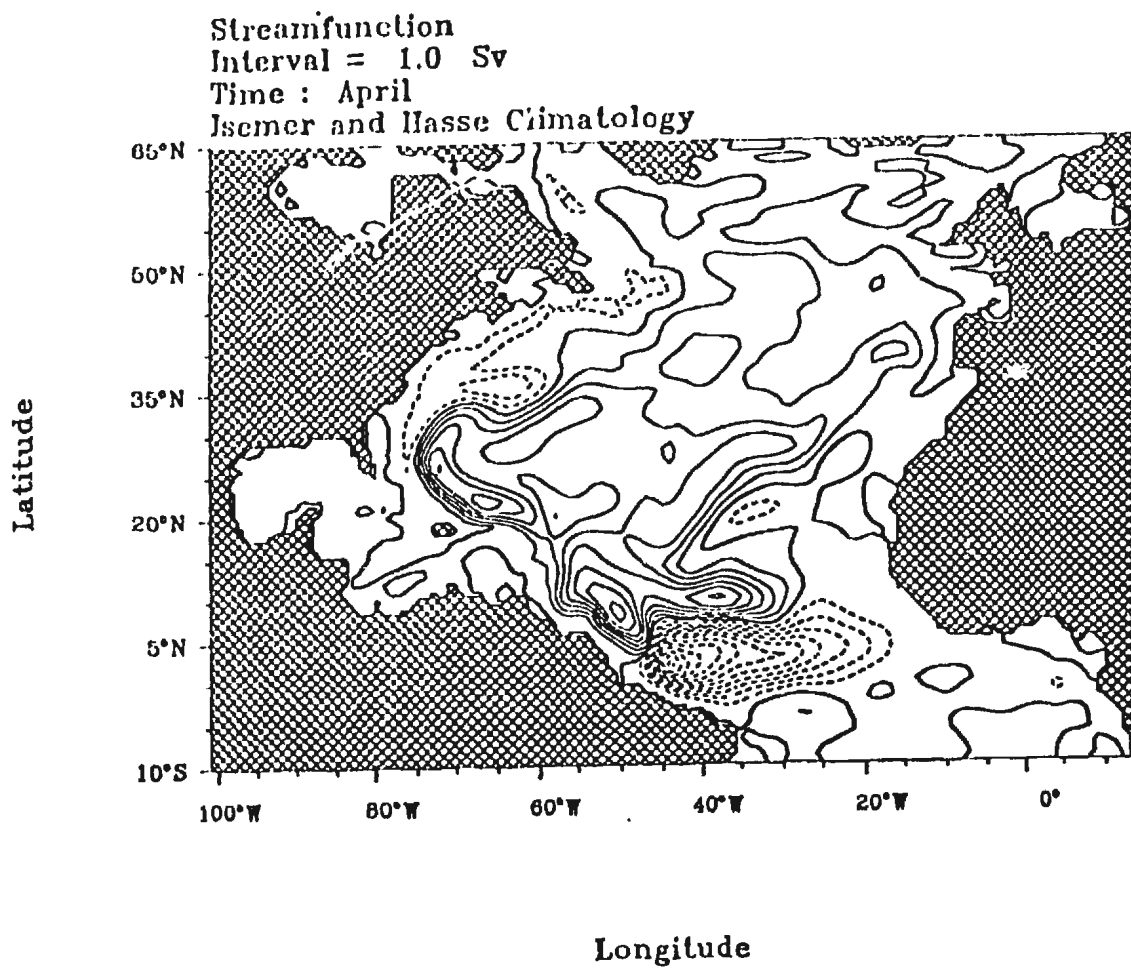 Streamfunction
Interval = 1.0 Sv
Time : April
Isemer and Hasse Climatology
65°N
50°N
35°N
20°N
5°N
10°S
100°W 80°W 60°W 40°W 20°W 0°
Latitude
Longitude